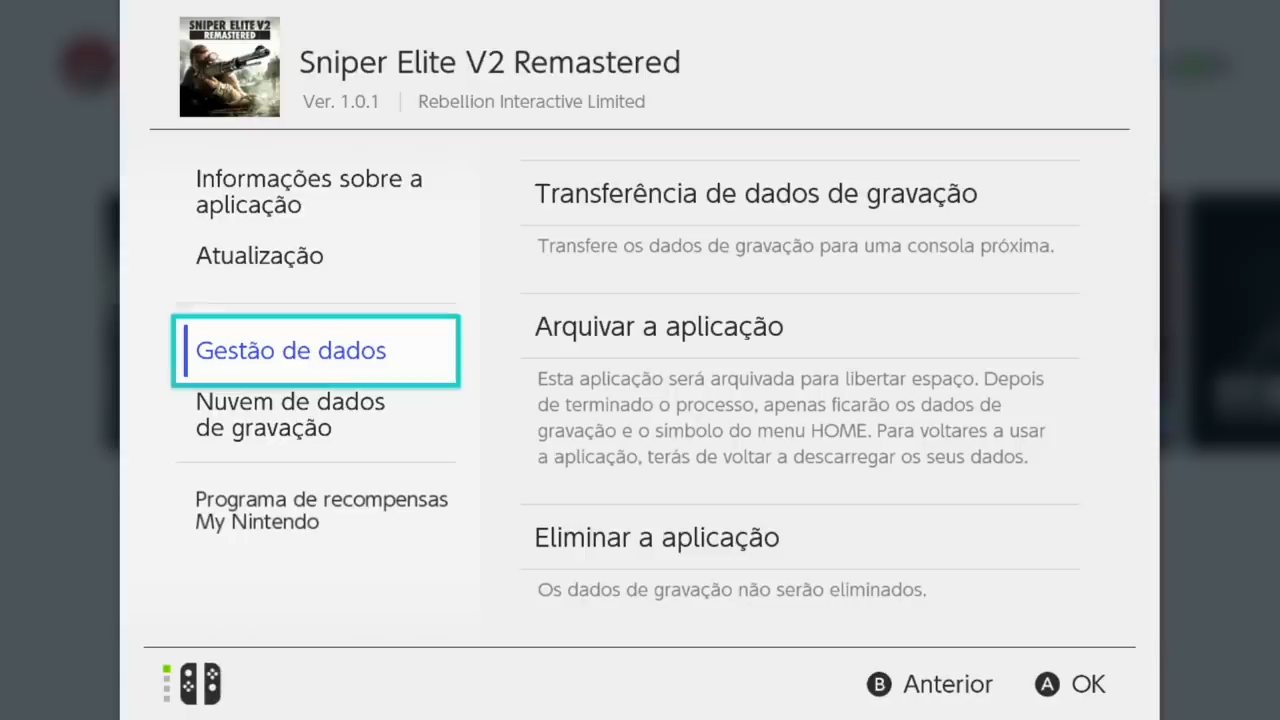 SNIPER ELITE V2
REMASTERED
Sniper Elite V2 Remastered
Ver. 1.0.1 | Rebellion Interactive Limited
Informações sobre a
aplicação
Atualização
Gestão de dados
Nuvem de dados
de gravação
Programa de recompensas
My Nintendo
Transferência de dados de gravação
Transfere os dados de gravação para uma consola próxima.
Arquivar a aplicação
Esta aplicação será arquivada para libertar espaço. Depois
de terminado o processo, apenas ficarão os dados de
gravação e o símbolo do menu HOME. Para voltares a usar
a aplicação, terás de voltar a descarregar os seus dados.
Eliminar a aplicação
Os dados de gravação não serão eliminados.
B Anterior
A OK